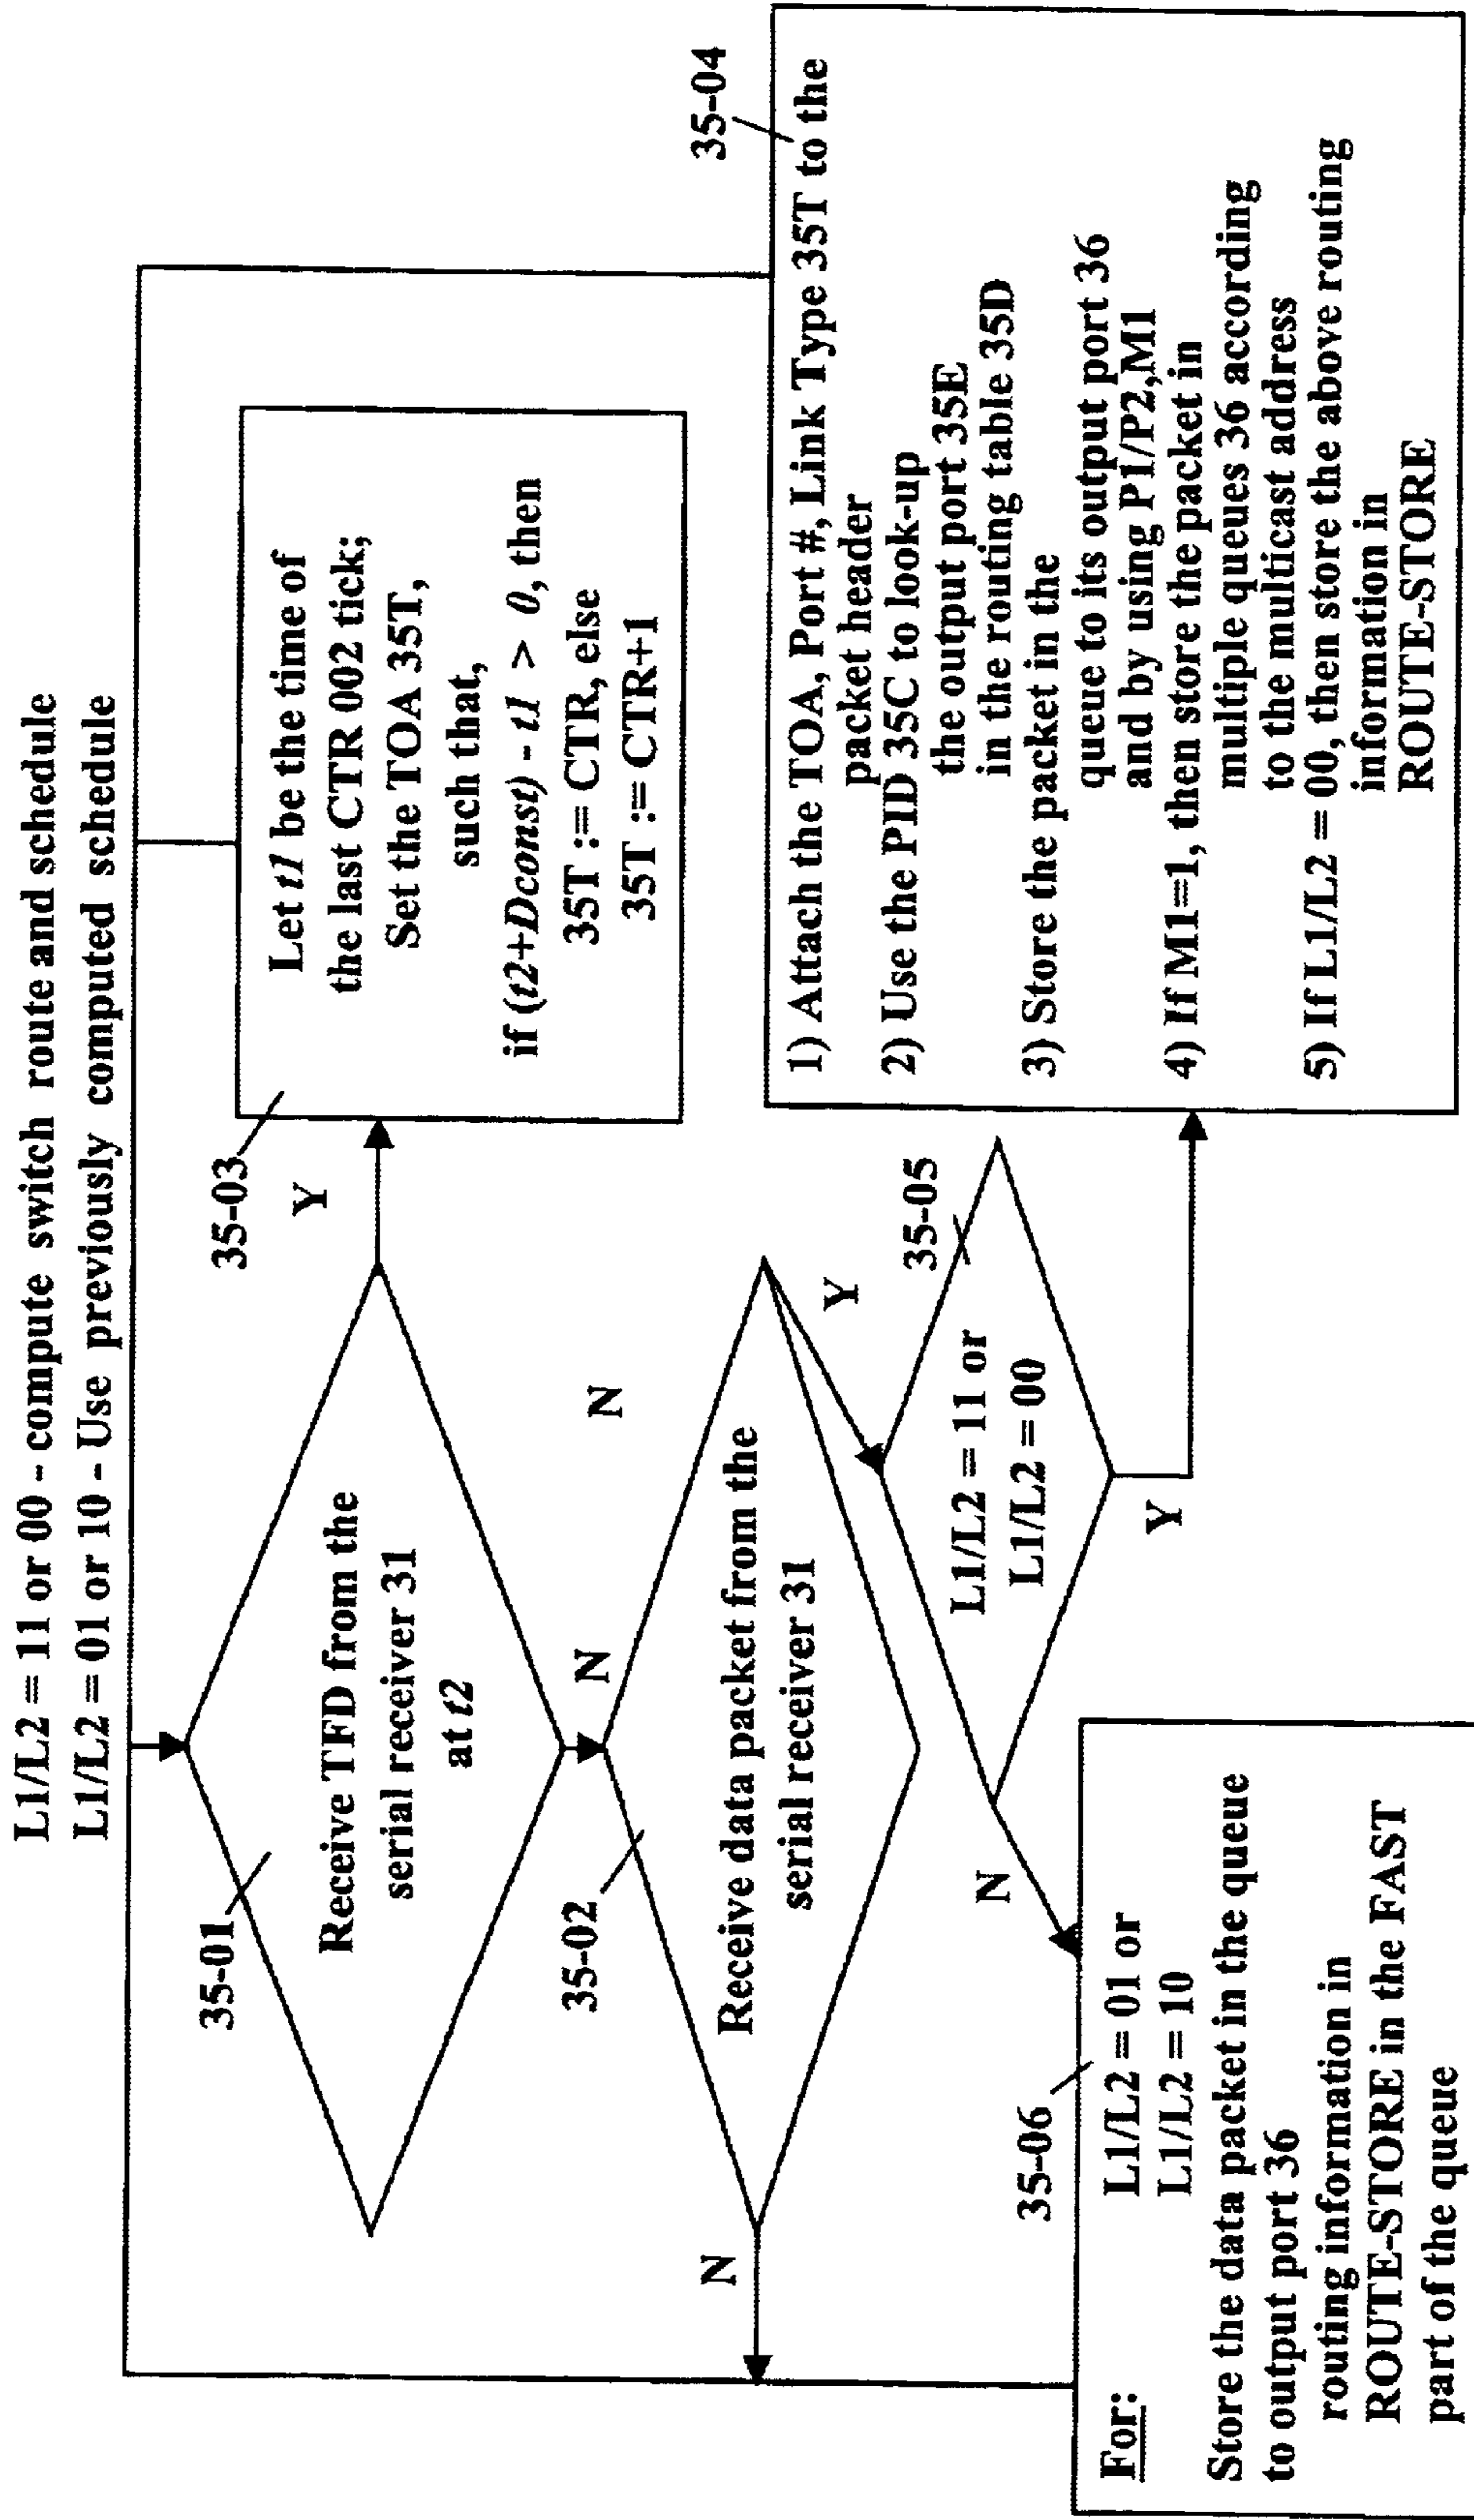 L1/L2 = 11 or 00 - compute switch route and schedule
L1/L2 = 01 or 10 - Use previously computed schedule
35-01
Receive TFD from the
serial receiver 31
at t2
Y
35-03
Let t1 be the time of
the last CTR 002 tick;
Set the TOA 35T,
such that,
if (t2+Dconst) - t1 > 0, then
35T := CTR, else
35T := CTR+1
N
N
35-02
Receive data packet from the
serial receiver 31
N
Y
35-05
L1/L2 = 11 or
L1/L2 = 00
N
Y
35-04
1) Attach the TOA, Port #, Link Type 35T to the
packet header
2) Use the PID 35C to look-up
the output port 35E
in the routing table 35D
3) Store the packet in the
queue to its output port 36
and by using P1/P2,M1
4) If M1=1, then store the packet in
multiple queues 36 according
to the multicast address
5) If L1/L2 = 00, then store the above routing
information in
ROUTE-STORE
35-06
For:
L1/L2 = 01 or
L1/L2 = 10
Store the data packet in the queue
to output port 36
routing information in
ROUTE-STORE in the FAST
part of the queue